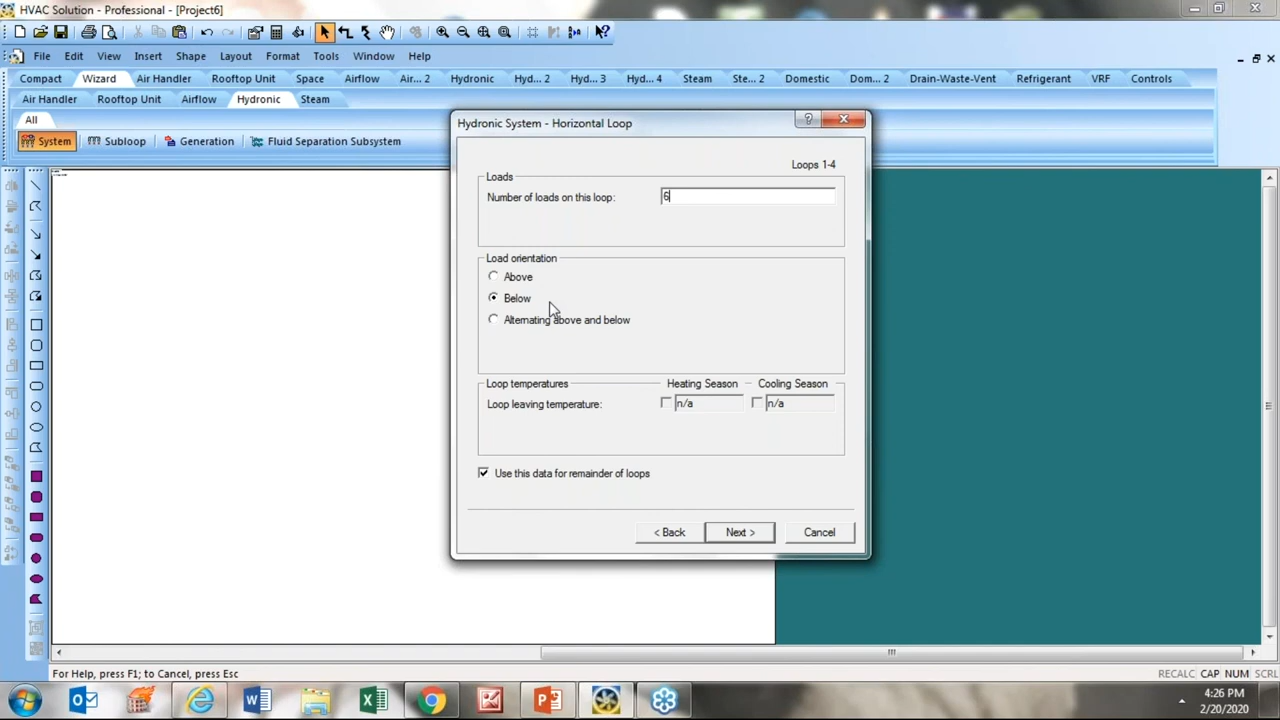 HVAC Solution - Professional - [Project6]
File Edit View Insert Shape Layout Format Tools Window Help
Compact Wizard Air Handler Rooftop Unit Space Airflow Air... 2 Hydronic Hyd... 2 Hyd... 3 Hyd... 4 Steam Ste... 2 Domestic Dom... 2 Drain-Waste-Vent Refrigerant VRF Controls
Air Handler Rooftop Unit Airflow Hydronic Steam
All
System Subloop Generation Fluid Separation Subsystem
Hydronic System - Horizontal Loop
Loops 1-4
Loads
Number of loads on this loop: 6
Load orientation
Above
Below
Alternating above and below
Loop temperatures Heating Season Cooling Season
Loop leaving temperature: n/a n/a
Use this data for remainder of loops
< Back Next > Cancel
For Help, press F1; to Cancel, press Esc
RECALC CAP NUM SCRL
4:26 PM
2/20/2020